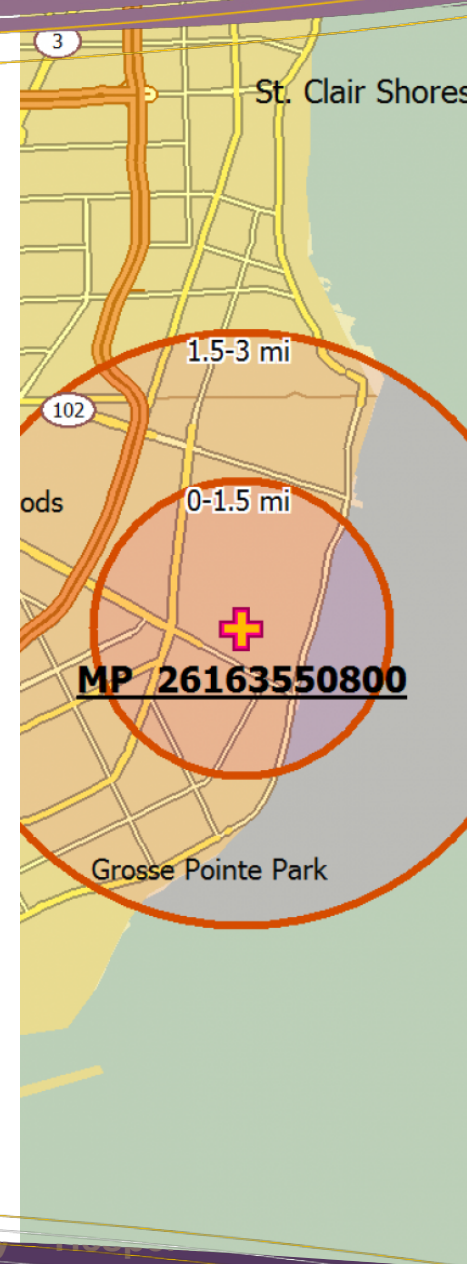 3
St. Clair Shores
1.5-3 mi
102
ods
0-1.5 mi
MP 26163550800
Grosse Pointe Park